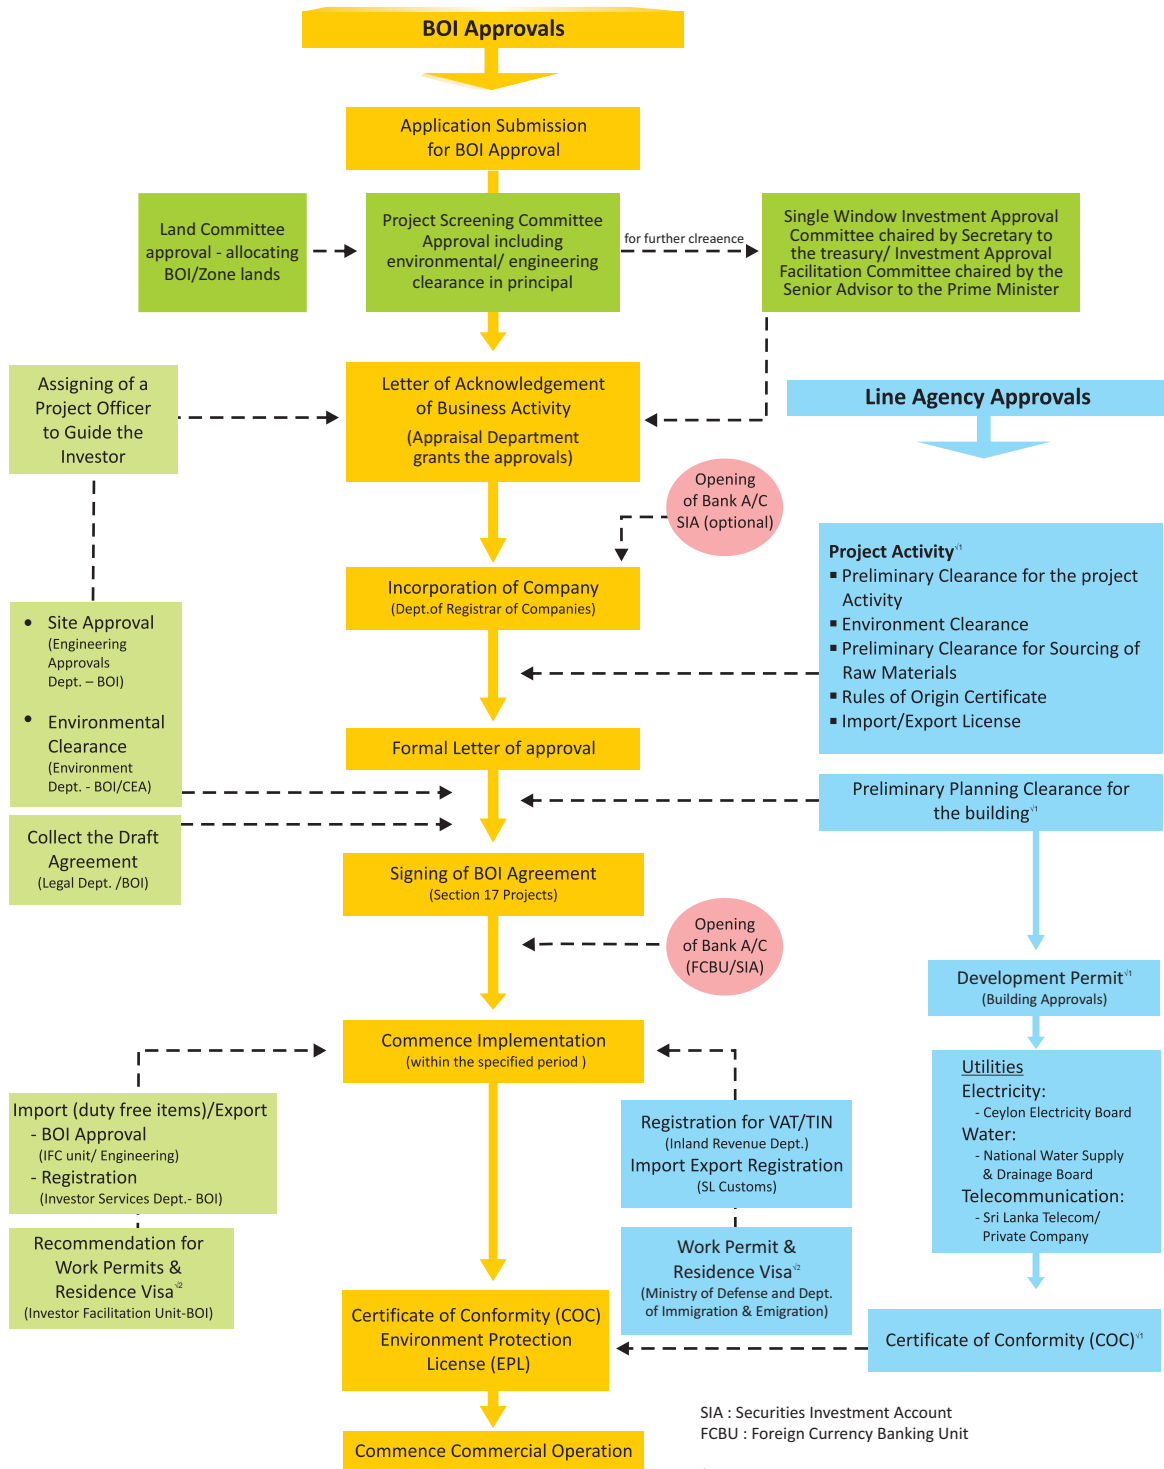 BOI Approvals
Application Submission
for BOI Approval
Land Committee
approval - allocating
BOI/Zone lands
Project Screening Committee
Approval including
environmental/ engineering
clearance in principal
for further clreaence
Single Window Investment Approval
Committee chaired by Secretary to
the treasury/ Investment Approval
Facilitation Committee chaired by the
Senior Advisor to the Prime Minister
Assigning of a
Project Officer
to Guide the
Investor
Letter of Acknowledgement
of Business Activity
(Appraisal Department
grants the approvals)
Line Agency Approvals
Opening
of Bank A/C
SIA (optional)
Incorporation of Company
(Dept.of Registrar of Companies)
Project Activity√1
▪ Preliminary Clearance for the project
Activity
▪ Environment Clearance
▪ Preliminary Clearance for Sourcing of
Raw Materials
▪ Rules of Origin Certificate
▪ Import/Export License
• Site Approval
(Engineering
Approvals
Dept. – BOI)
• Environmental
Clearance
(Environment
Dept. - BOI/CEA)
Formal Letter of approval
Preliminary Planning Clearance for
the building√1
Collect the Draft
Agreement
(Legal Dept. /BOI)
Signing of BOI Agreement
(Section 17 Projects)
Opening
of Bank A/C
(FCBU/SIA)
Development Permit√1
(Building Approvals)
Commence Implementation
(within the specified period )
Utilities
Electricity:
- Ceylon Electricity Board
Water:
- National Water Supply
& Drainage Board
Telecommunication:
- Sri Lanka Telecom/
Private Company
Import (duty free items)/Export
- BOI Approval
(IFC unit/ Engineering)
- Registration
(Investor Services Dept.- BOI)
Registration for VAT/TIN
(Inland Revenue Dept.)
Import Export Registration
(SL Customs)
Recommendation for
Work Permits &
Residence Visa√2
(Investor Facilitation Unit-BOI)
Work Permit &
Residence Visa√2
(Ministry of Defense and Dept.
of Immigration & Emigration)
Certificate of Conformity (COC)
Environment Protection
License (EPL)
Certificate of Conformity (COC)√1
SIA : Securities Investment Account
FCBU : Foreign Currency Banking Unit
Commence Commercial Operation